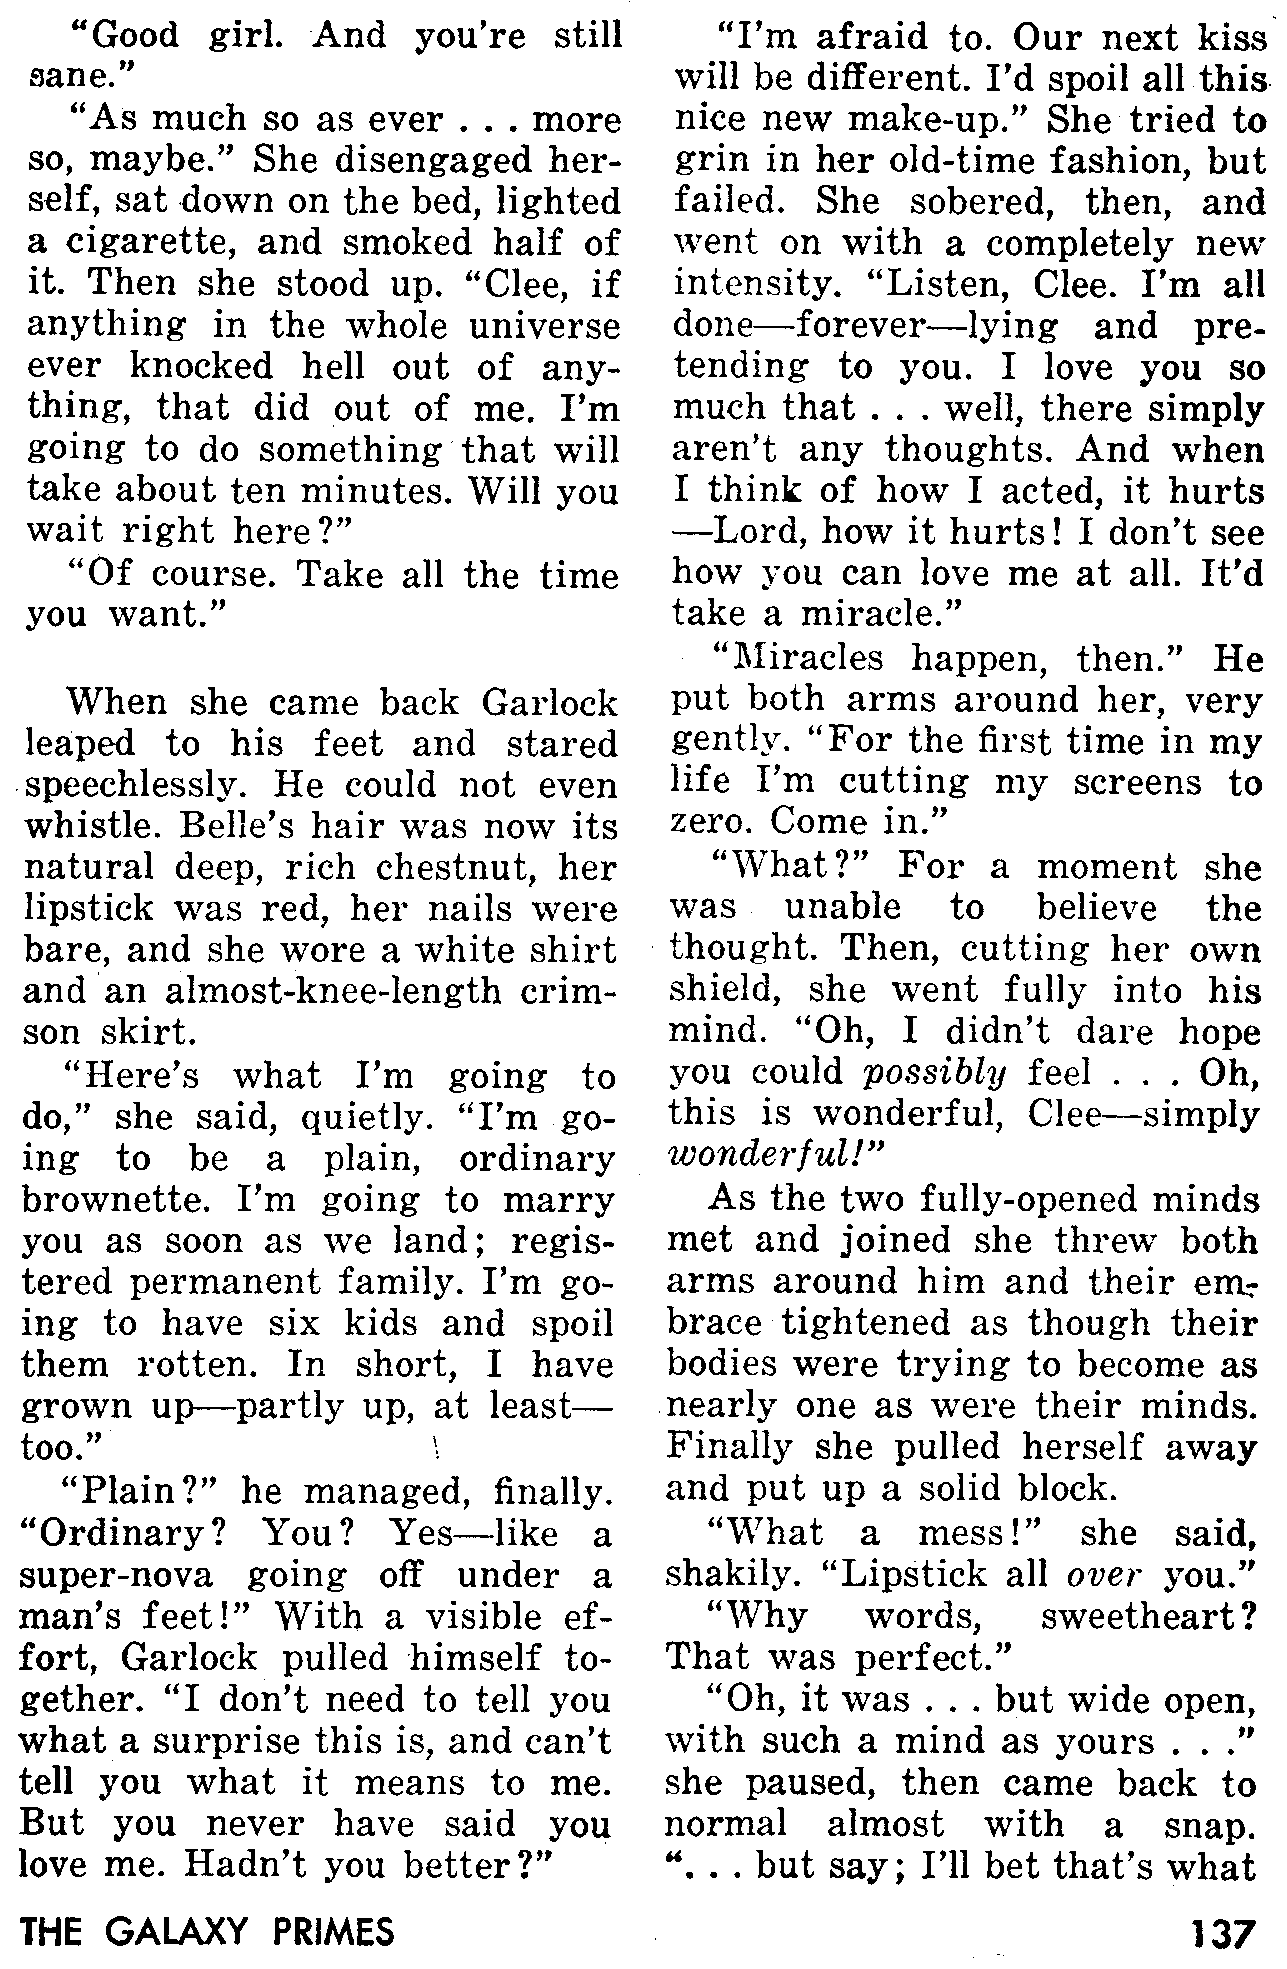 “Good girl. And you’re still
sane.”
“As much so as ever . . . more
so, maybe.” She disengaged her-
self, sat down on the bed, lighted
a cigarette, and smoked half of
it. Then she stood up. “Clee, if
anything in the whole universe
ever knocked hell out of any-
thing, that did out of me. I’m
going to do something that will
take about ten minutes. Will you
wait right here?”
“Of course. Take all the time
you want.”
When she came back Garlock
leaped to his feet and stared
speechlessly. He could not even
whistle. Belle’s hair was now its
natural deep, rich chestnut, her
lipstick was red, her nails were
bare, and she wore a white shirt
and an almost-knee-length crim-
son skirt.
“Here’s what I’m going to
do,” she said, quietly. “I’m go-
ing to be a plain, ordinary
brownette. I’m going to marry
you as soon as we land; regis-
tered permanent family. I’m go-
ing to have six kids and spoil
them rotten. In short, I have
grown up—partly up, at least—
too.”
“Plain?” he managed, finally.
“Ordinary? You? Yes—like a
super-nova going off under a
man’s feet!” With a visible ef-
fort, Garlock pulled himself to-
gether. “I don’t need to tell you
what a surprise this is, and can’t
tell you what it means to me.
But you never have said you
love me. Hadn’t you better?”
“I’m afraid to. Our next kiss
will be different. I’d spoil all this
nice new make-up.” She tried to
grin in her old-time fashion, but
failed. She sobered, then, and
went on with a completely new
intensity. “Listen, Clee. I’m all
done—forever—lying and pre-
tending to you. I love you so
much that . . . well, there simply
aren’t any thoughts. And when
I think of how I acted, it hurts
—Lord, how it hurts! I don’t see
how you can love me at all. It’d
take a miracle.”
“Miracles happen, then.” He
put both arms around her, very
gently. “For the first time in my
life I’m cutting my screens to
zero. Come in.”
“What?” For a moment she
was unable to believe the
thought. Then, cutting her own
shield, she went fully into his
mind. “Oh, I didn’t dare hope
you could possibly feel . . . Oh,
this is wonderful, Clee—simply
wonderful!”
As the two fully-opened minds
met and joined she threw both
arms around him and their em-
brace tightened as though their
bodies were trying to become as
nearly one as were their minds.
Finally she pulled herself away
and put up a solid block.
“What a mess!” she said,
shakily. “Lipstick all over you.”
“Why words, sweetheart?
That was perfect.”
“Oh, it was . . . but wide open,
with such a mind as yours . . .”
she paused, then came back to
normal almost with a snap.
“. . . but say; I’ll bet that’s what
THE GALAXY PRIMES 137